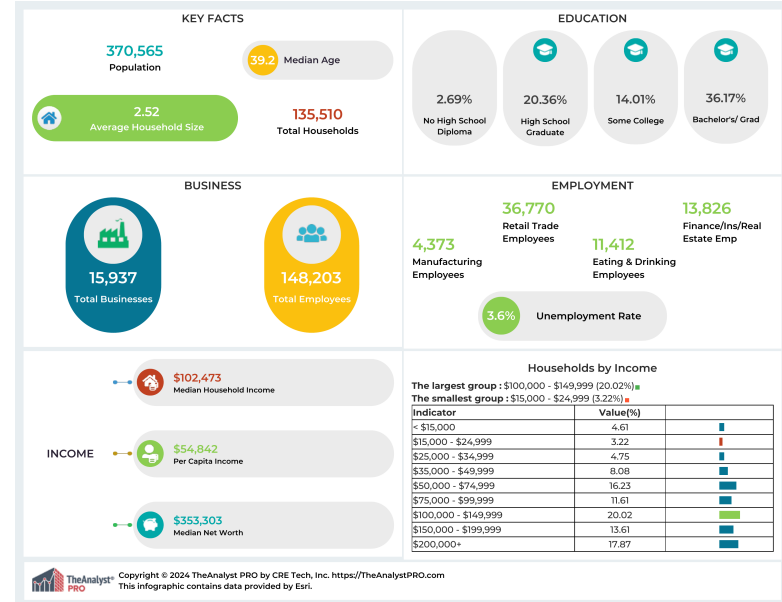 KEY FACTS
370,565
Population
39.2
Median Age
2.52
Average Household Size
135,510
Total Households
EDUCATION
2.69%
No High School
Diploma
20.36%
High School
Graduate
14.01%
Some College
36.17%
Bachelor's/ Grad
BUSINESS
15,937
Total Businesses
148,203
Total Employees
EMPLOYMENT
4,373
Manufacturing
Employees
36,770
Retail Trade
Employees
11,412
Eating & Drinking
Employees
13,826
Finance/Ins/Real
Estate Emp
3.6%
Unemployment Rate
INCOME
$102,473
Median Household Income
$54,842
Per Capita Income
$353,303
Median Net Worth
Households by Income
The largest group : $100,000 - $149,999 (20.02%)
The smallest group : $15,000 - $24,999 (3.22%)
Indicator Value(%)
< $15,000 4.61
$15,000 - $24,999 3.22
$25,000 - $34,999 4.75
$35,000 - $49,999 8.08
$50,000 - $74,999 16.23
$75,000 - $99,999 11.61
$100,000 - $149,999 20.02
$150,000 - $199,999 13.61
$200,000+ 17.87
TheAnalyst®
PRO
Copyright © 2024 TheAnalyst PRO by CRE Tech, Inc. https://TheAnalystPRO.com
This infographic contains data provided by Esri.